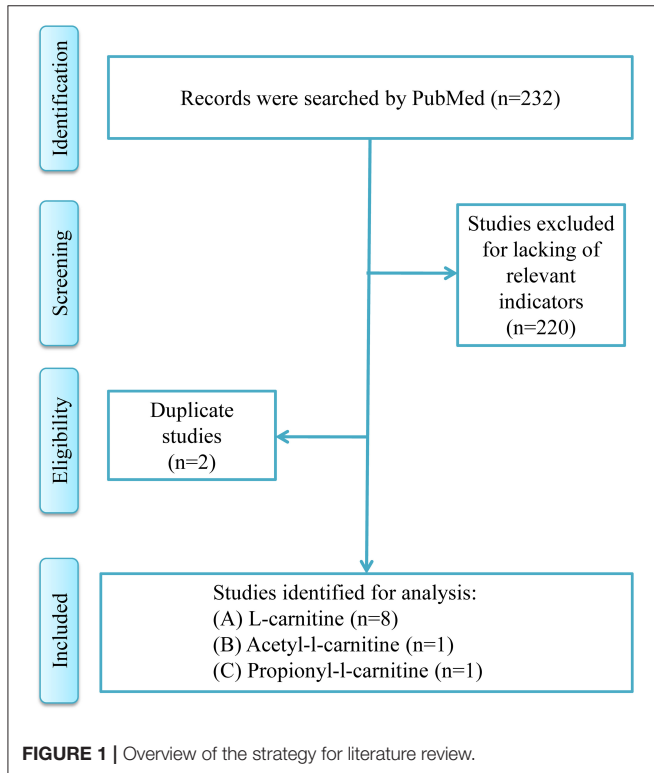 Identification
Records were searched by PubMed (n=232)
Screening
Studies excluded
for lacking of
relevant
indicators
(n=220)
Eligibility
Duplicate
studies
(n=2)
Included
Studies identified for analysis:
(A) L-carnitine (n=8)
(B) Acetyl-l-carnitine (n=1)
(C) Propionyl-l-carnitine (n=1)
FIGURE 1 | Overview of the strategy for literature review.